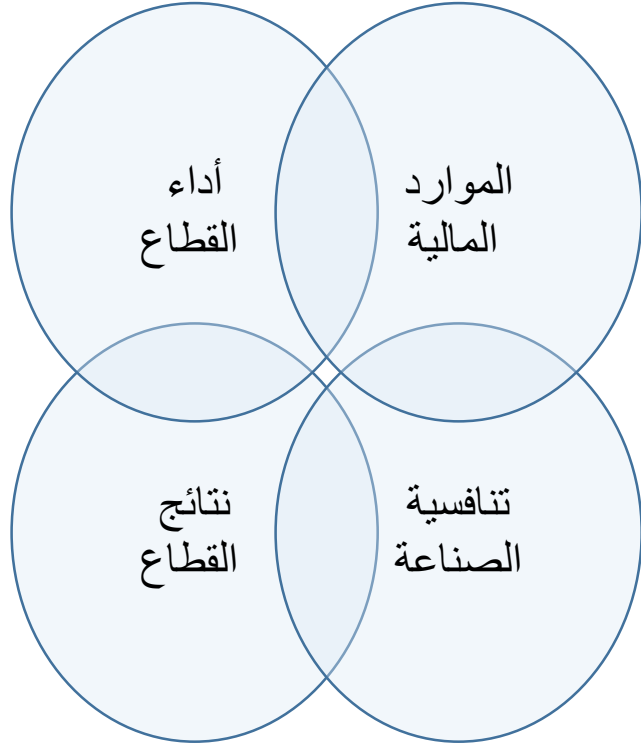 الموارد
المالية
أداء
القطاع
تنافسية
الصناعة
نتائج
القطاع